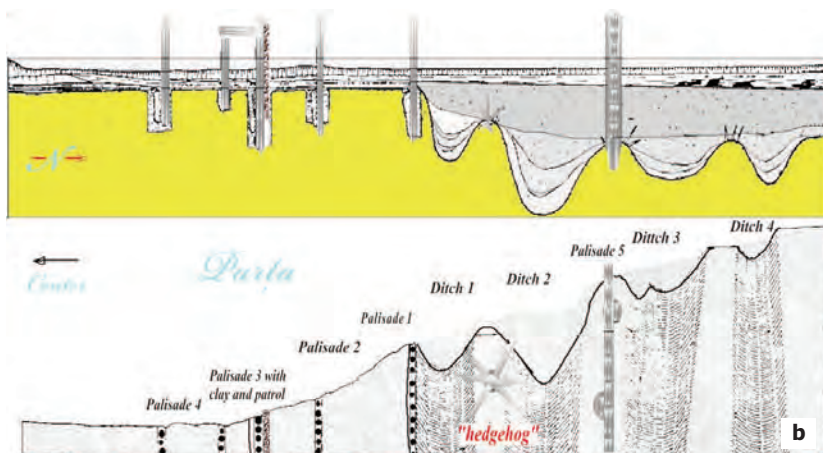 N
Center
Parța
Ditch 1
Ditch 2
Palisade 5
Dittch 3
Ditch 4
Palisade 1
Palisade 2
Palisade 3 with
clay and patrol
Palisade 4
"hedgehog"
b